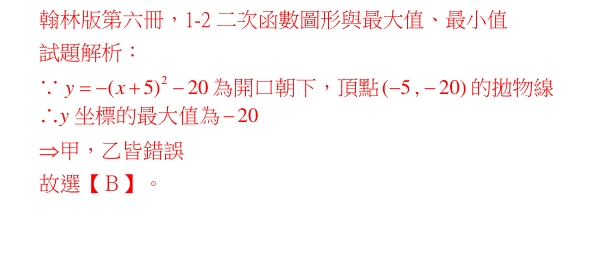 翰林版第六冊，1-2 二次函數圖形與最大值、最小值
試題解析：
∵ y = −(x + 5)² − 20 為開口朝下，頂點 (−5 , − 20) 的拋物線
∴ y 坐標的最大值為 − 20
⇒甲，乙皆錯誤
故選【 B 】。